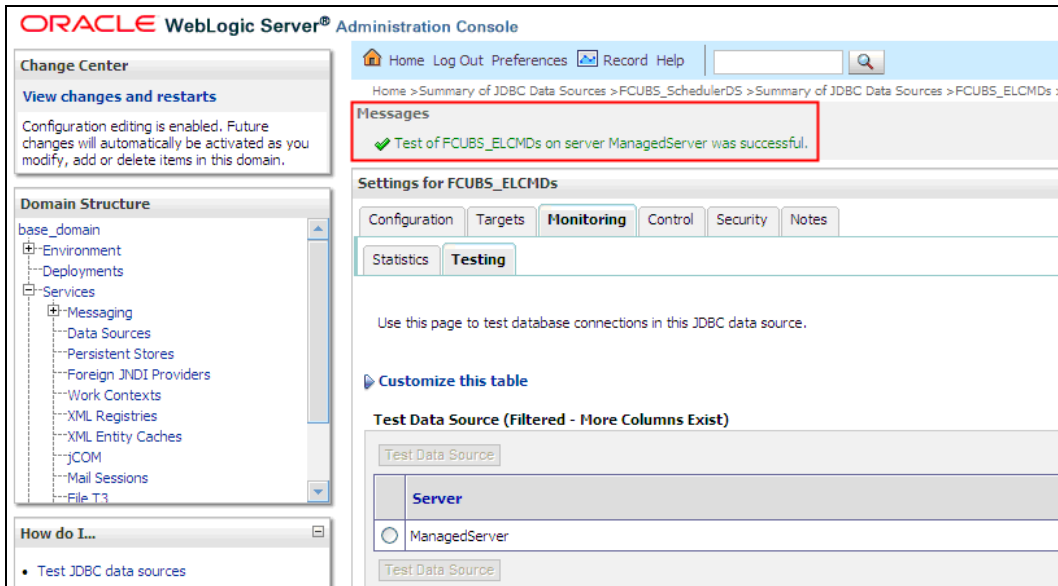 ORACLE WebLogic Server® Administration Console
Change Center
View changes and restarts
Configuration editing is enabled. Future
changes will automatically be activated as you
modify, add or delete items in this domain.
Domain Structure
base_domain
Environment
Deployments
Services
Messaging
Data Sources
Persistent Stores
Foreign JNDI Providers
Work Contexts
XML Registries
XML Entity Caches
jCOM
Mail Sessions
File T3
How do I...
Test JDBC data sources
Home Log Out Preferences Record Help
Home >Summary of JDBC Data Sources >FCUBS_SchedulerDS >Summary of JDBC Data Sources >FCUBS_ELCMDs >
Messages
Test of FCUBS_ELCMDs on server ManagedServer was successful.
Settings for FCUBS_ELCMDs
Configuration Targets Monitoring Control Security Notes
Statistics Testing
Use this page to test database connections in this JDBC data source.
Customize this table
Test Data Source (Filtered - More Columns Exist)
Test Data Source
Server
ManagedServer
Test Data Source